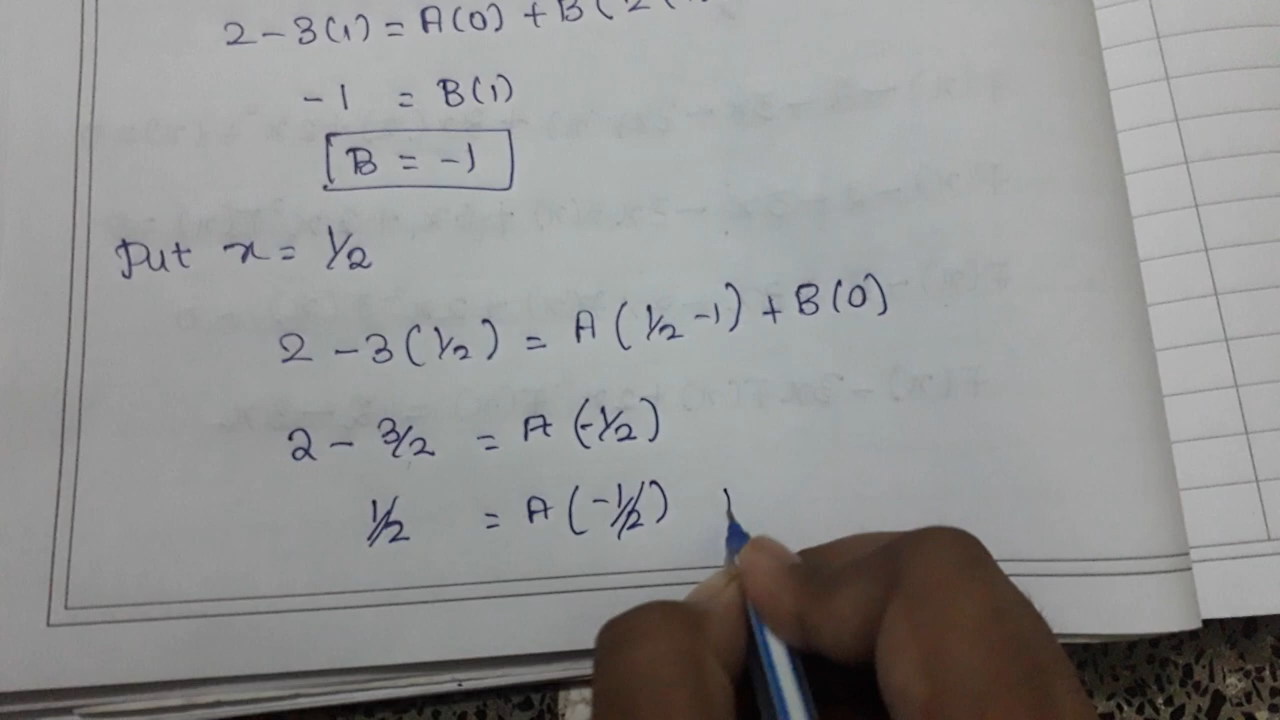 2 - 3(1) = A(0) + B(2(
-1 = B(1)
B = -1
Put x = 1/2
2 - 3(1/2) = A(1/2 - 1) + B(0)
2 - 3/2 = A(-1/2)
1/2 = A(-1/2)